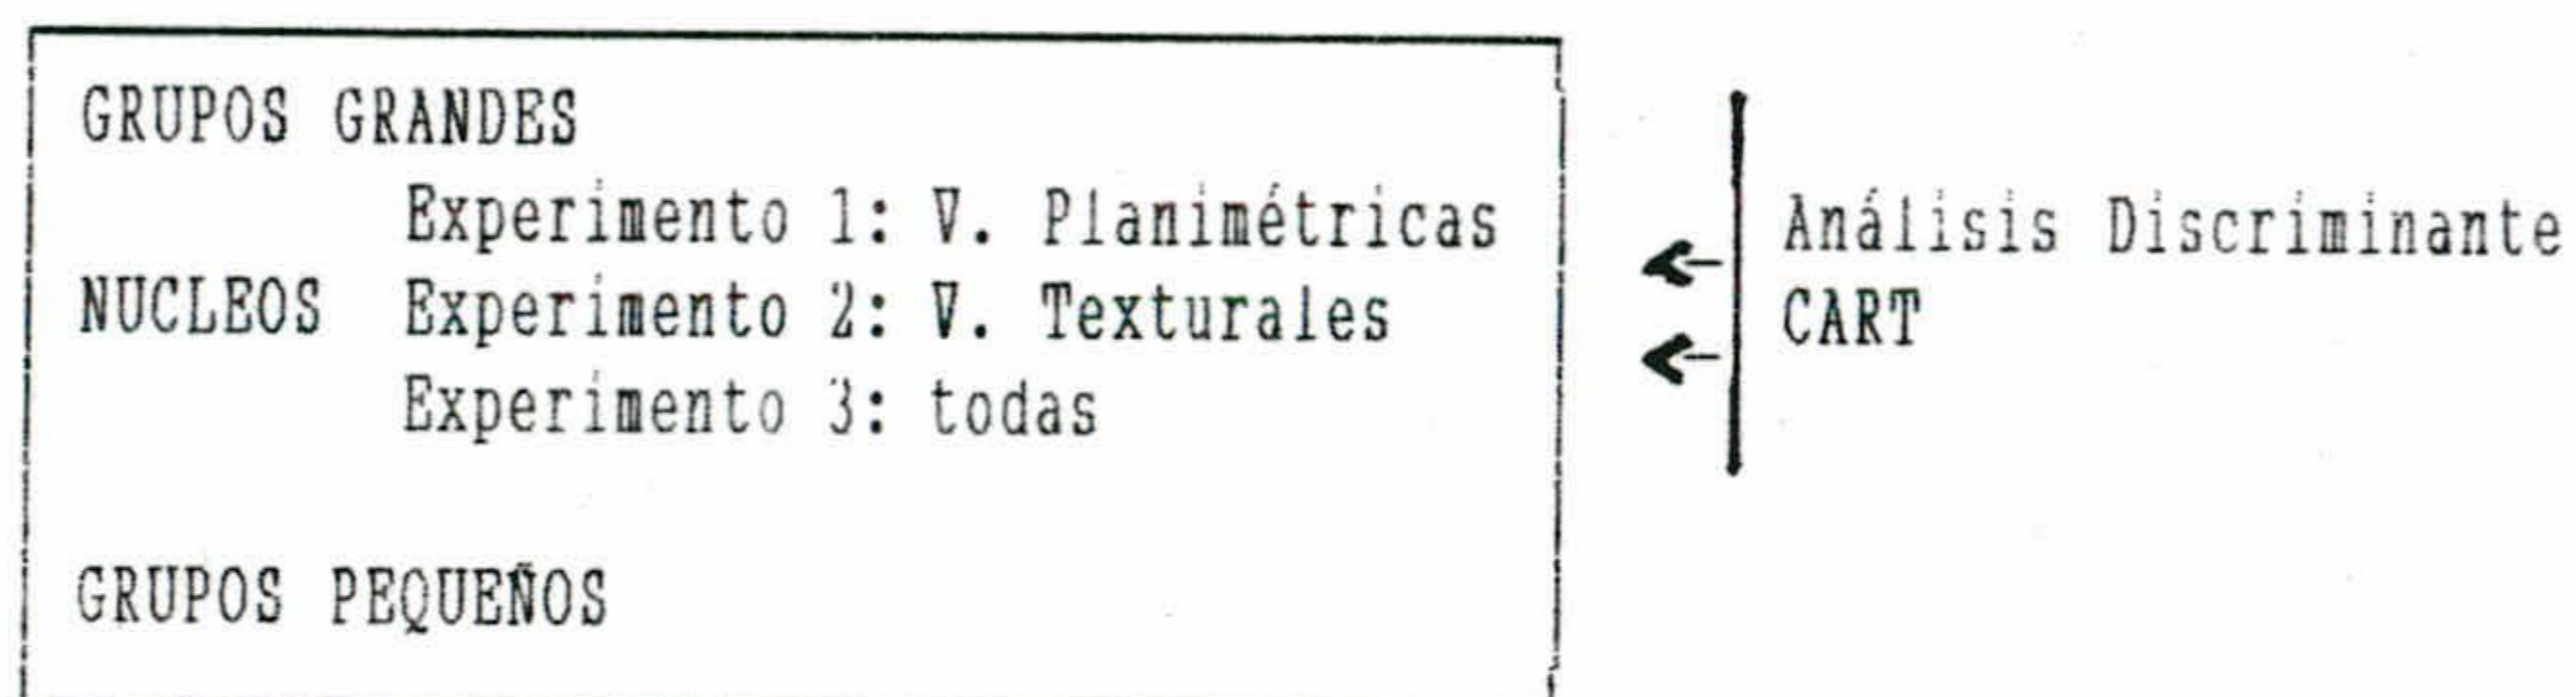 GRUPOS GRANDES
Experimento 1: V. Planimétricas
NUCLEOS Experimento 2: V. Texturales
Experimento 3: todas
GRUPOS PEQUEÑOS
Análisis Discriminante
CART